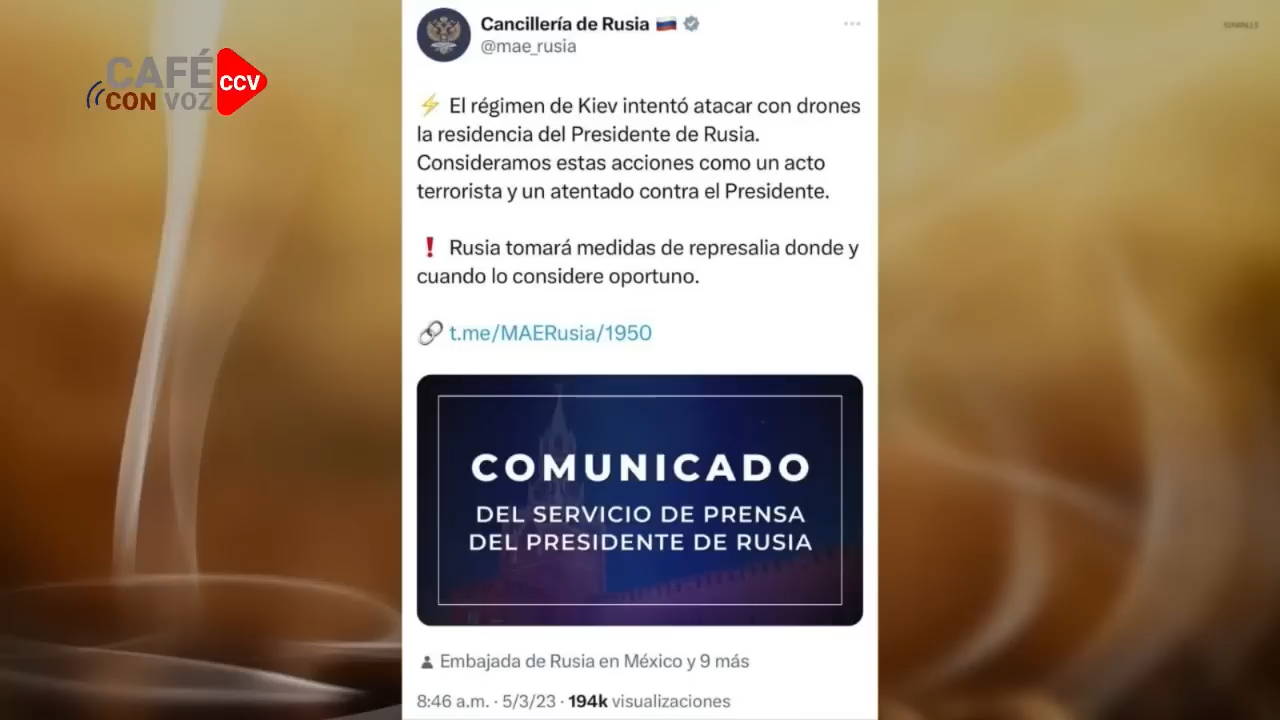 CAFÉ
CON VOZ
CCV
Cancillería de Rusia
@mae_rusia
El régimen de Kiev intentó atacar con drones
la residencia del Presidente de Rusia.
Consideramos estas acciones como un acto
terrorista y un atentado contra el Presidente.
Rusia tomará medidas de represalia donde y
cuando lo considere oportuno.
t.me/MAERusia/1950
COMUNICADO
DEL SERVICIO DE PRENSA
DEL PRESIDENTE DE RUSIA
Embajada de Rusia en México y 9 más
8:46 a.m. · 5/3/23 · 194k visualizaciones